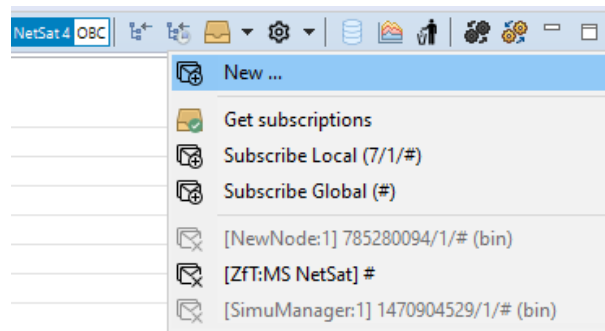 NetSat 4 OBC
New ...
Get subscriptions
Subscribe Local (7/1/#)
Subscribe Global (#)
[NewNode:1] 785280094/1/# (bin)
[ZfT:MS NetSat] #
[SimuManager:1] 1470904529/1/# (bin)